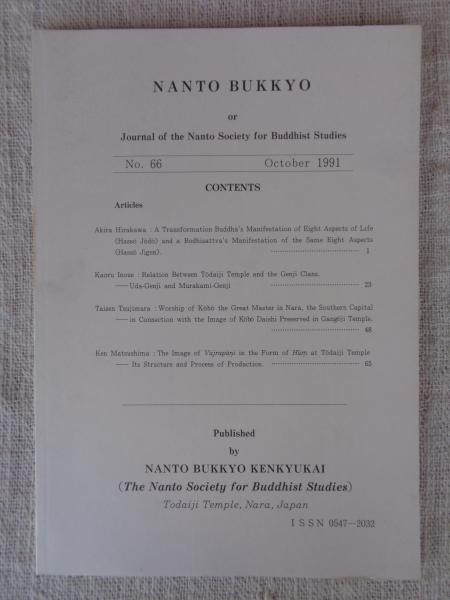 NANTO BUKKYO
or
Journal of the Nanto Society for Buddhist Studies
No. 66 October 1991
CONTENTS
Articles
Akira Hirakawa : A Transformation Buddha's Manifestation of Eight Aspects of Life
(Hassō Jōdō) and a Bodhisattva's Manifestation of the Same Eight Aspects
(Hassō Jigen). 1
Kaoru Inoue : Relation Between Tōdaiji Temple and the Genji Clans.
—— Uda-Genji and Murakami-Genji 23
Taizen Tsujimura : Worship of Kōbō the Great Master in Nara, the Southern Capital
—— in Connection with the Image of Kōbō Daishi Preserved in Gangōji Temple.
48
Ken Matsushima : The Image of Vajrapāṇi in the Form of Hūṃ at Tōdaiji Temple
—— Its Structure and Process of Production. 65
Published
by
NANTO BUKKYO KENKYUKAI
(The Nanto Society for Buddhist Studies)
Todaiji Temple, Nara, Japan
ISSN 0547-2032